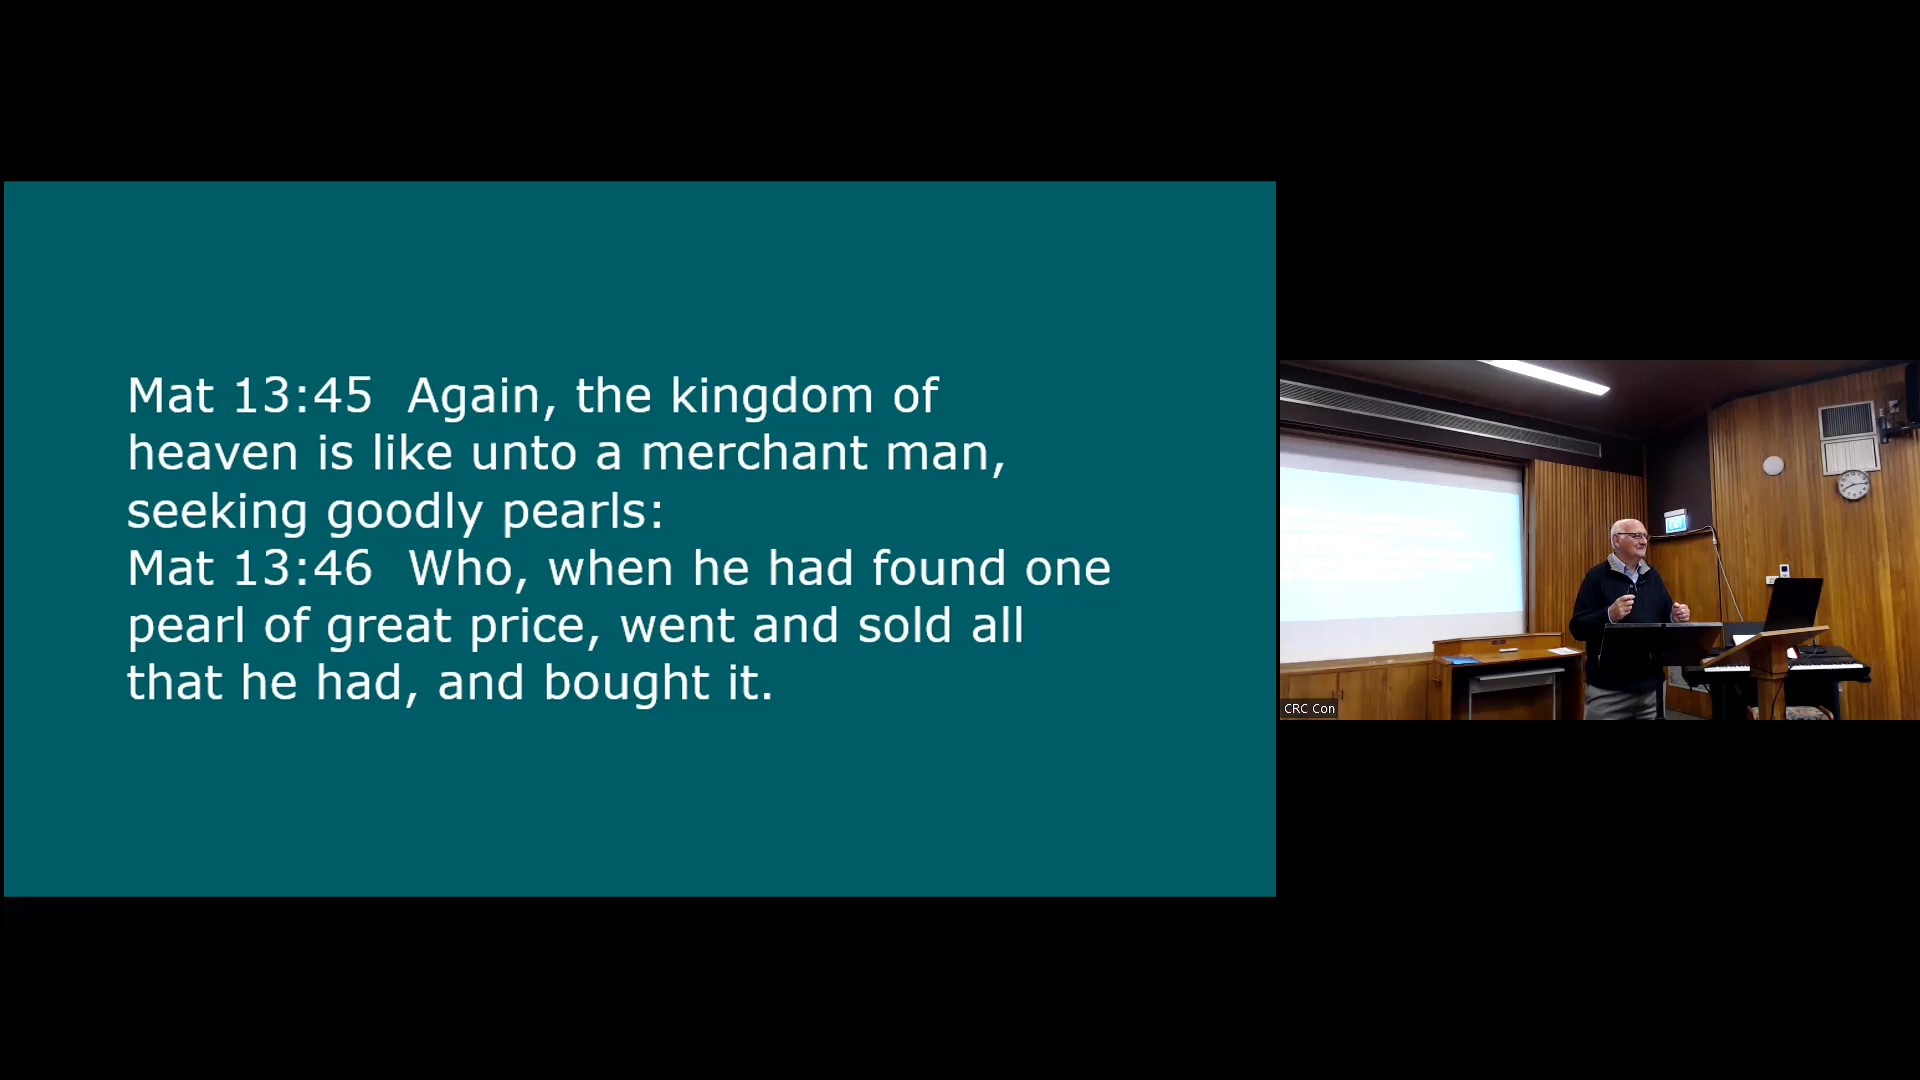 Mat 13:45  Again, the kingdom of
heaven is like unto a merchant man,
seeking goodly pearls:
Mat 13:46  Who, when he had found one
pearl of great price, went and sold all
that he had, and bought it.
EXIT
CRC Con